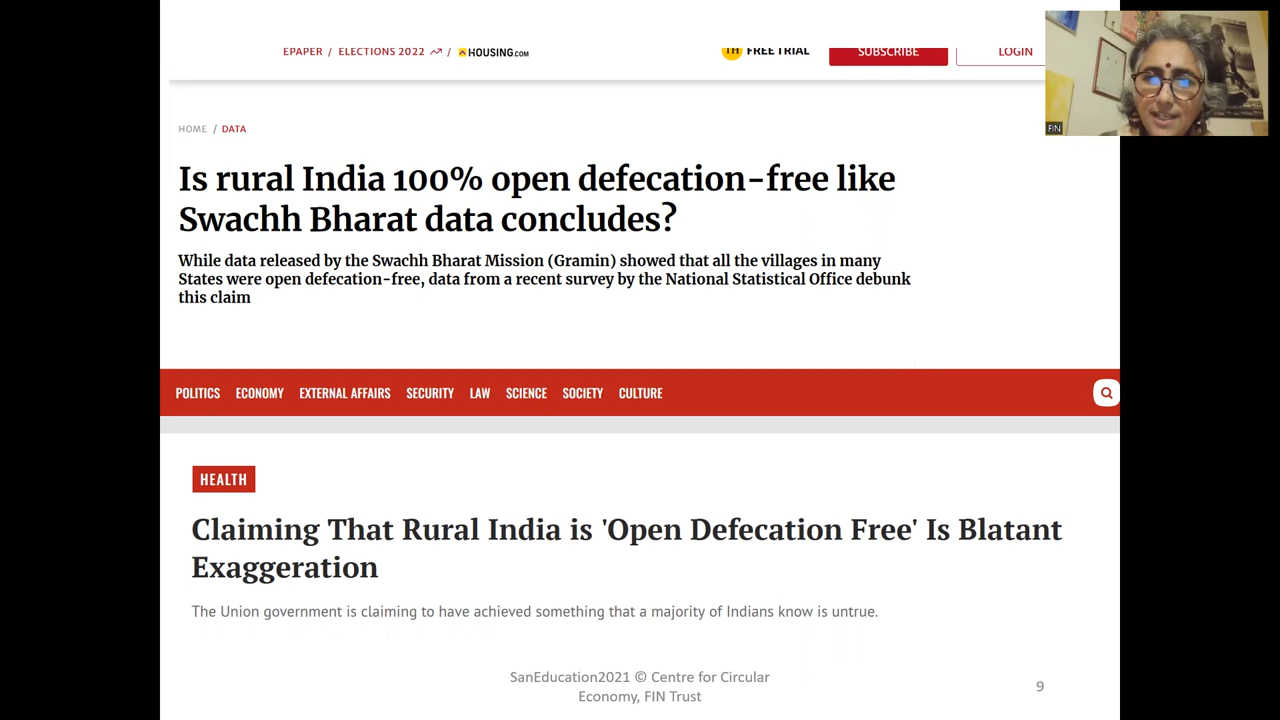 EPAPER / ELECTIONS 2022 / HOUSING.COM
TH FREE TRIAL SUBSCRIBE LOGIN
FIN
HOME / DATA
Is rural India 100% open defecation-free like
Swachh Bharat data concludes?
While data released by the Swachh Bharat Mission (Gramin) showed that all the villages in many
States were open defecation-free, data from a recent survey by the National Statistical Office debunk
this claim
POLITICS ECONOMY EXTERNAL AFFAIRS SECURITY LAW SCIENCE SOCIETY CULTURE
HEALTH
Claiming That Rural India is 'Open Defecation Free' Is Blatant
Exaggeration
The Union government is claiming to have achieved something that a majority of Indians know is untrue.
SanEducation2021 © Centre for Circular
Economy, FIN Trust
9